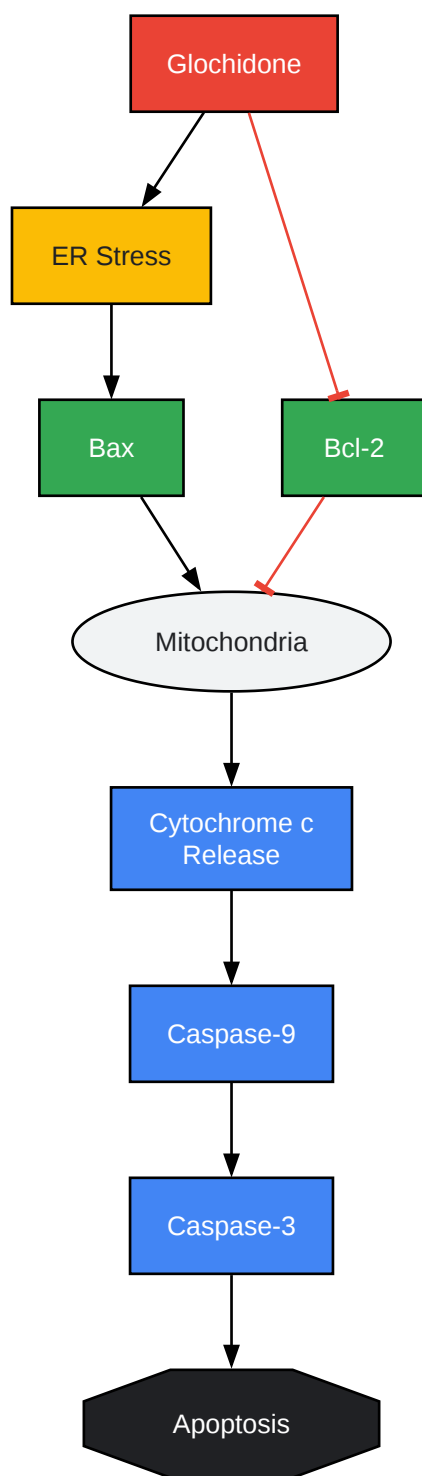 Glochidone
ER Stress
Bax
Bcl-2
Mitochondria
Cytochrome c
Release
Caspase-9
Caspase-3
Apoptosis